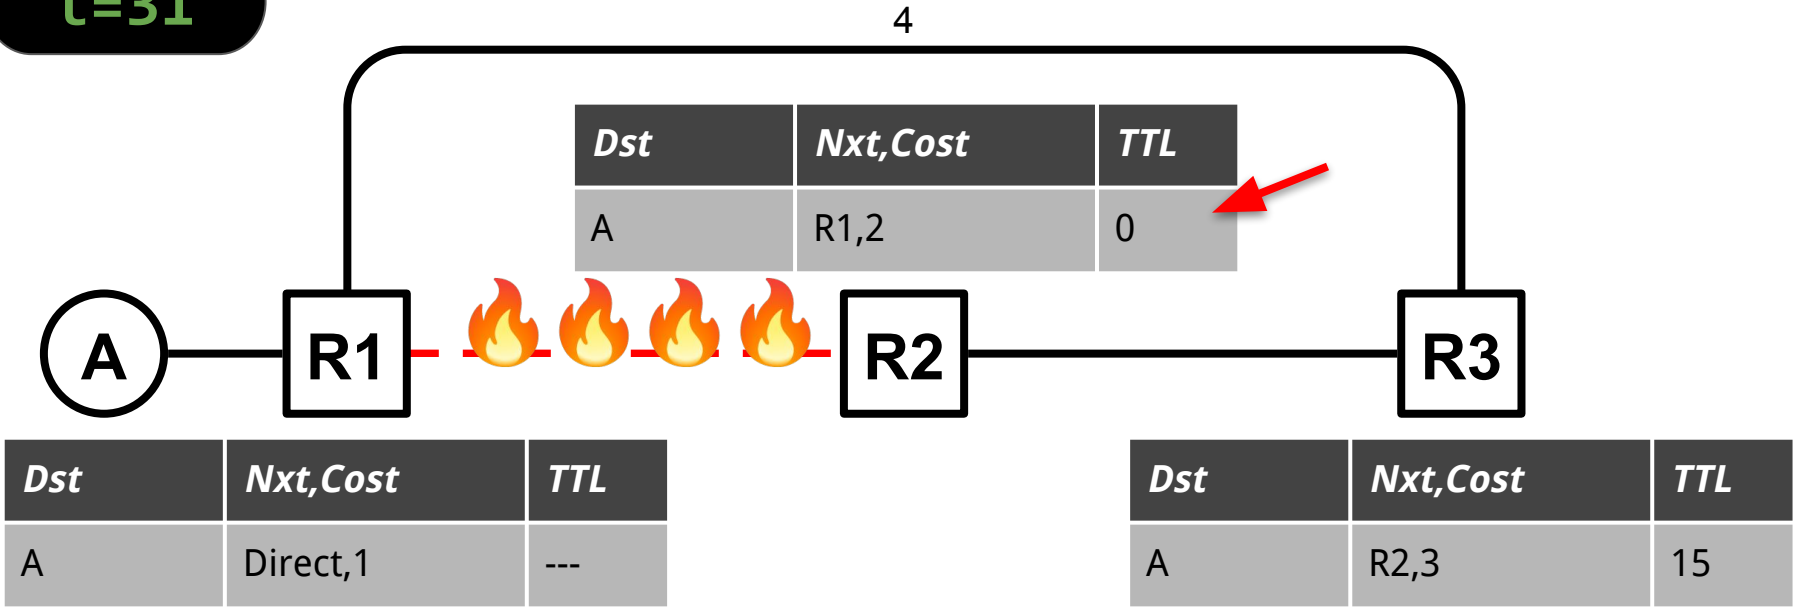 t=31
4
Dst Nxt,Cost TTL
A R1,2 0
A R1 R2 R3
Dst Nxt,Cost TTL
A Direct,1 ---
Dst Nxt,Cost TTL
A R2,3 15